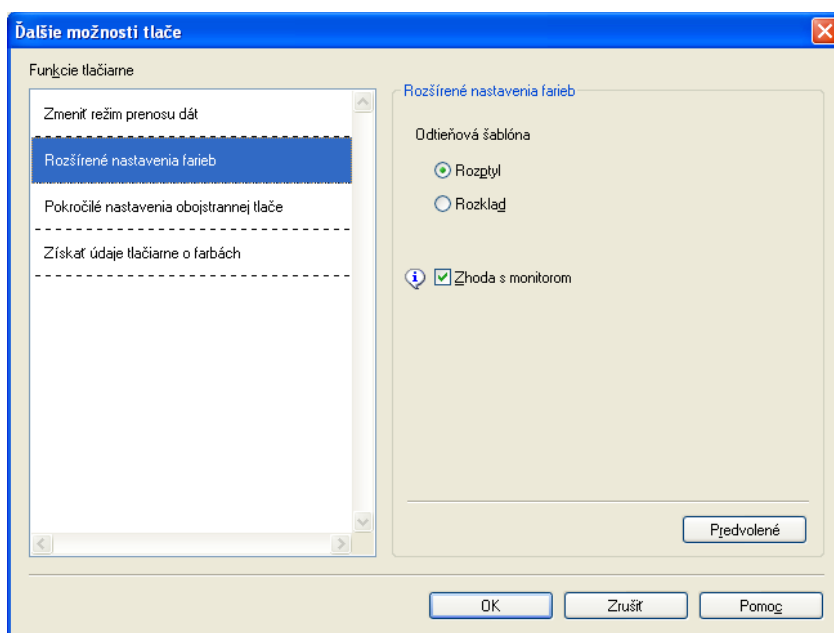 Ďalšie možnosti tlače
Funkcie tlačiarne
Zmeniť režim prenosu dát
Rozšírené nastavenia farieb
Pokročilé nastavenia obojstrannej tlače
Získať údaje tlačiarne o farbách
Rozšírené nastavenia farieb
Odtieňová šablóna
Rozptyl
Rozklad
Zhoda s monitorom
Predvolené
OK
Zrušiť
Pomoc